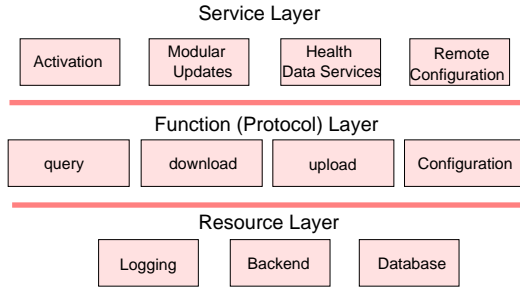 Service Layer
Activation
Modular
Updates
Health
Data Services
Remote
Configuration
Function (Protocol) Layer
query
download
upload
Configuration
Resource Layer
Logging
Backend
Database